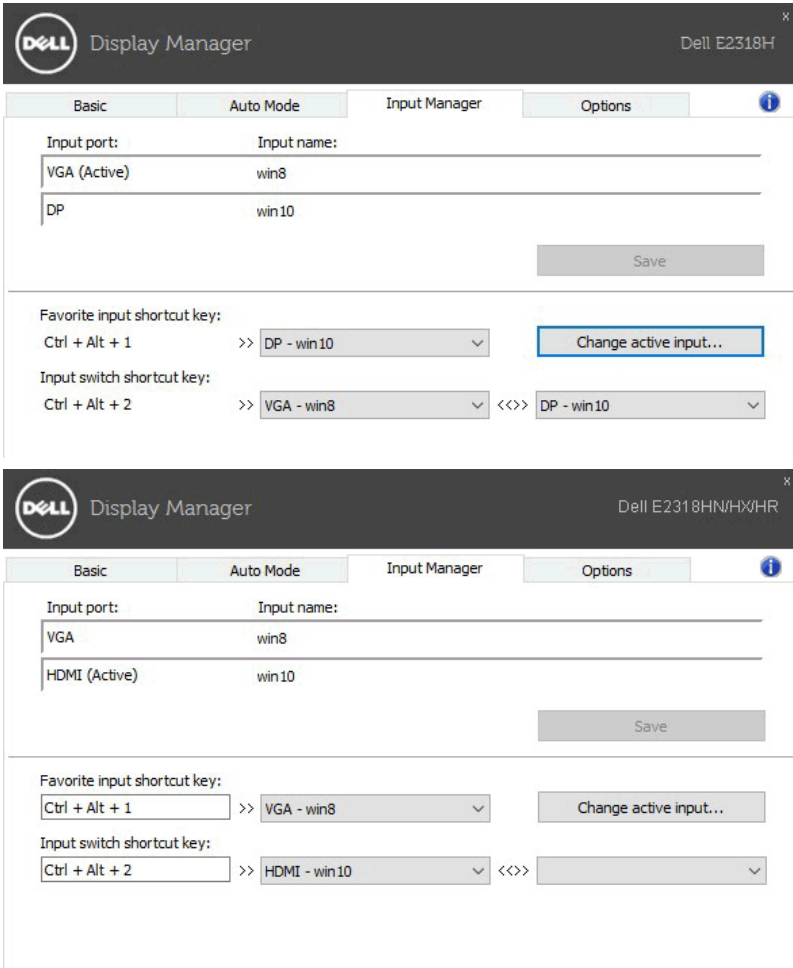 x
DELL Display Manager Dell E2318H
Basic Auto Mode Input Manager Options i
Input port: Input name:
VGA (Active) win8
DP win10
Save
Favorite input shortcut key:
Ctrl + Alt + 1 >> DP - win10 Change active input...
Input switch shortcut key:
Ctrl + Alt + 2 >> VGA - win8 <<>> DP - win10
x
DELL Display Manager Dell E2318HN/HX/HR
Basic Auto Mode Input Manager Options i
Input port: Input name:
VGA win8
HDMI (Active) win10
Save
Favorite input shortcut key:
Ctrl + Alt + 1 >> VGA - win8 Change active input...
Input switch shortcut key:
Ctrl + Alt + 2 >> HDMI - win10 <<>>